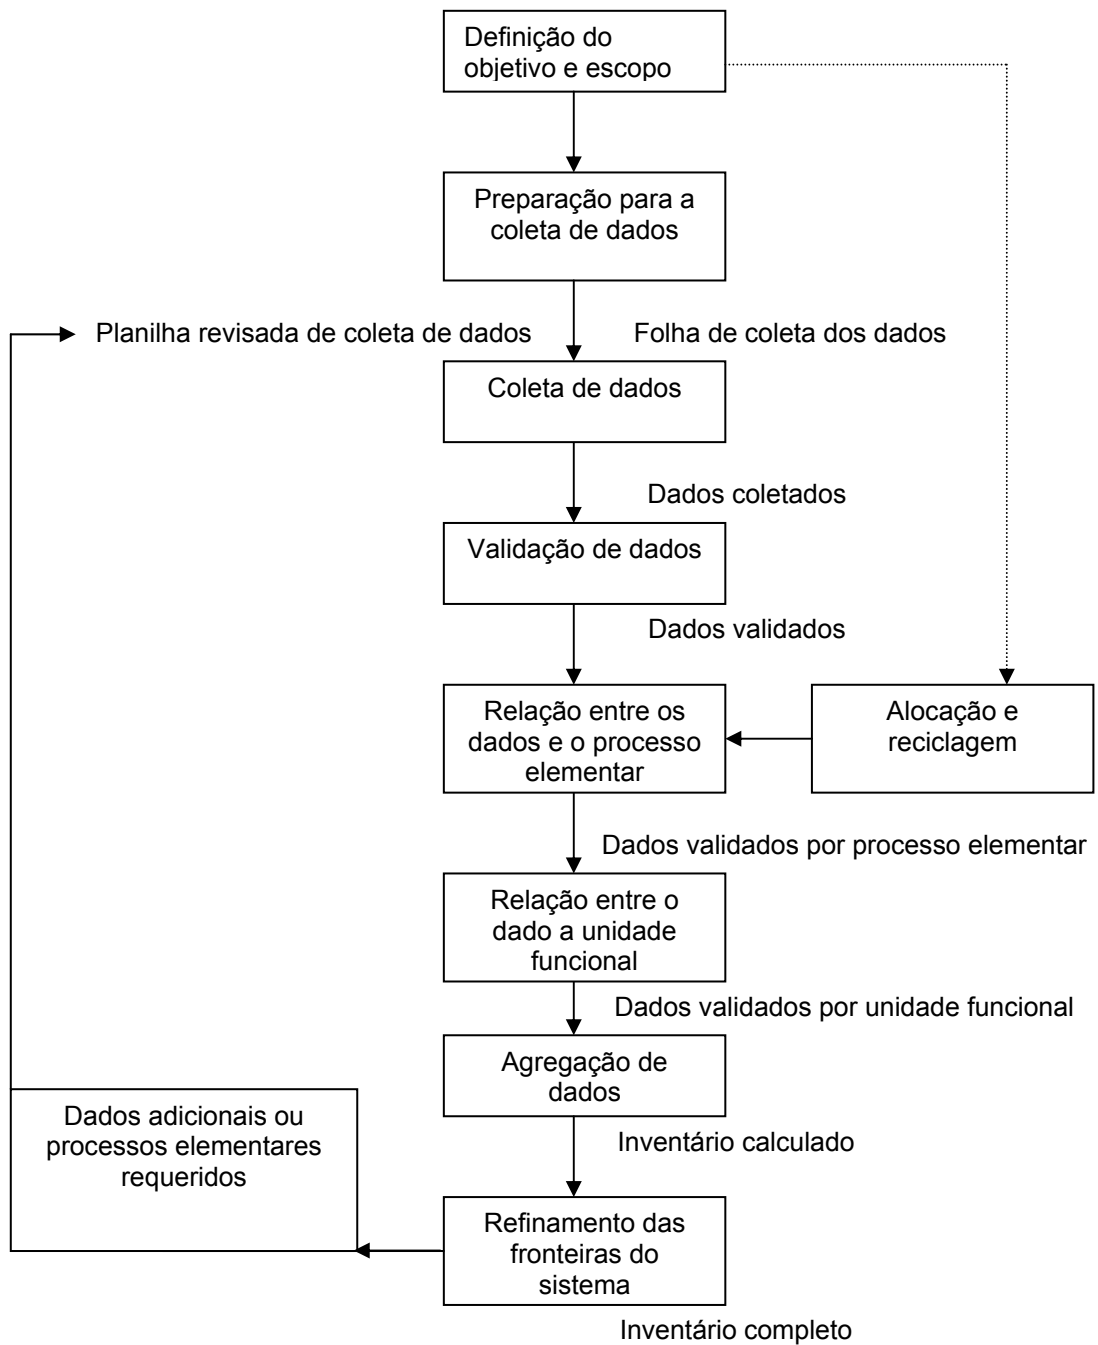 Definição do
objetivo e escopo
Preparação para a
coleta de dados
Planilha revisada de coleta de dados
Folha de coleta dos dados
Coleta de dados
Dados coletados
Validação de dados
Dados validados
Relação entre os
dados e o processo
elementar
Alocação e
reciclagem
Dados validados por processo elementar
Relação entre o
dado a unidade
funcional
Dados validados por unidade funcional
Agregação de
dados
Dados adicionais ou
processos elementares
requeridos
Inventário calculado
Refinamento das
fronteiras do
sistema
Inventário completo